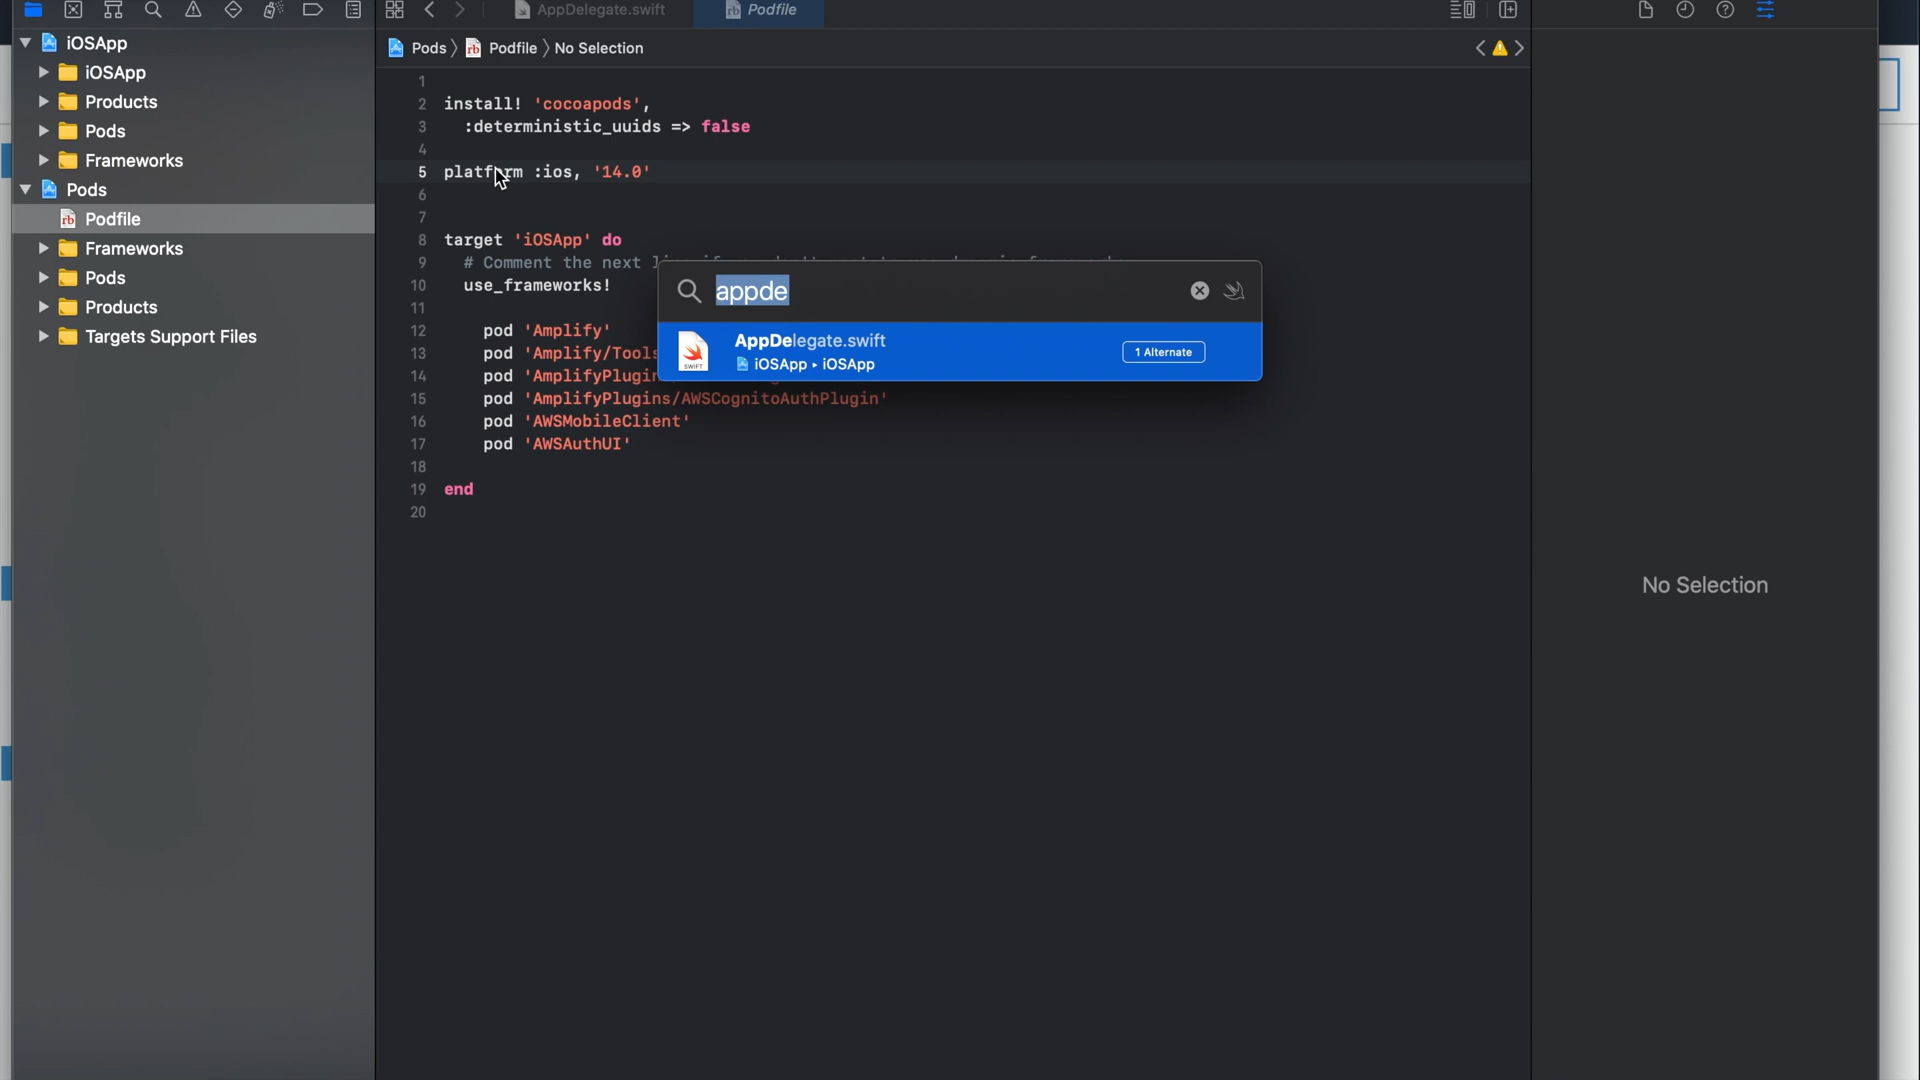 AppDelegate.swift
Podfile
iOSApp
iOSApp
Products
Pods
Frameworks
Pods
Podfile
Frameworks
Pods
Products
Targets Support Files
Pods
Podfile
No Selection
1
2 install! 'cocoapods',
3 :deterministic_uuids => false
4
5 platform :ios, '14.0'
6
7
8 target 'iOSApp' do
9 # Comment the next
10 use_frameworks!
11
12 pod 'Amplify'
13 pod 'Amplify/Tools
14 pod 'AmplifyPlugin
15 pod 'AmplifyPlugins/AWSCognitoAuthPlugin'
16 pod 'AWSMobileClient'
17 pod 'AWSAuthUI'
18
19 end
20
appde
AppDelegate.swift
iOSApp ▸ iOSApp
1 Alternate
SWIFT
No Selection